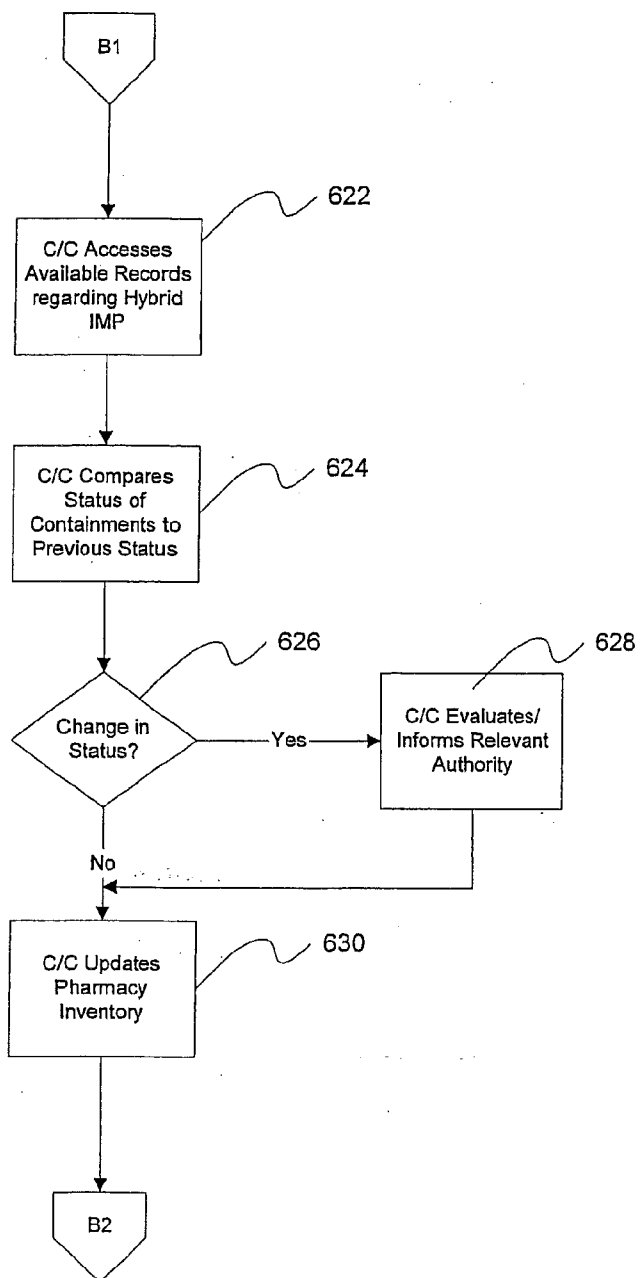 B1
622
C/C Accesses
Available Records
regarding Hybrid
IMP
624
C/C Compares
Status of
Containments to
Previous Status
626
628
Change in
Status?
Yes
C/C Evaluates/
Informs Relevant
Authority
No
630
C/C Updates
Pharmacy
Inventory
B2